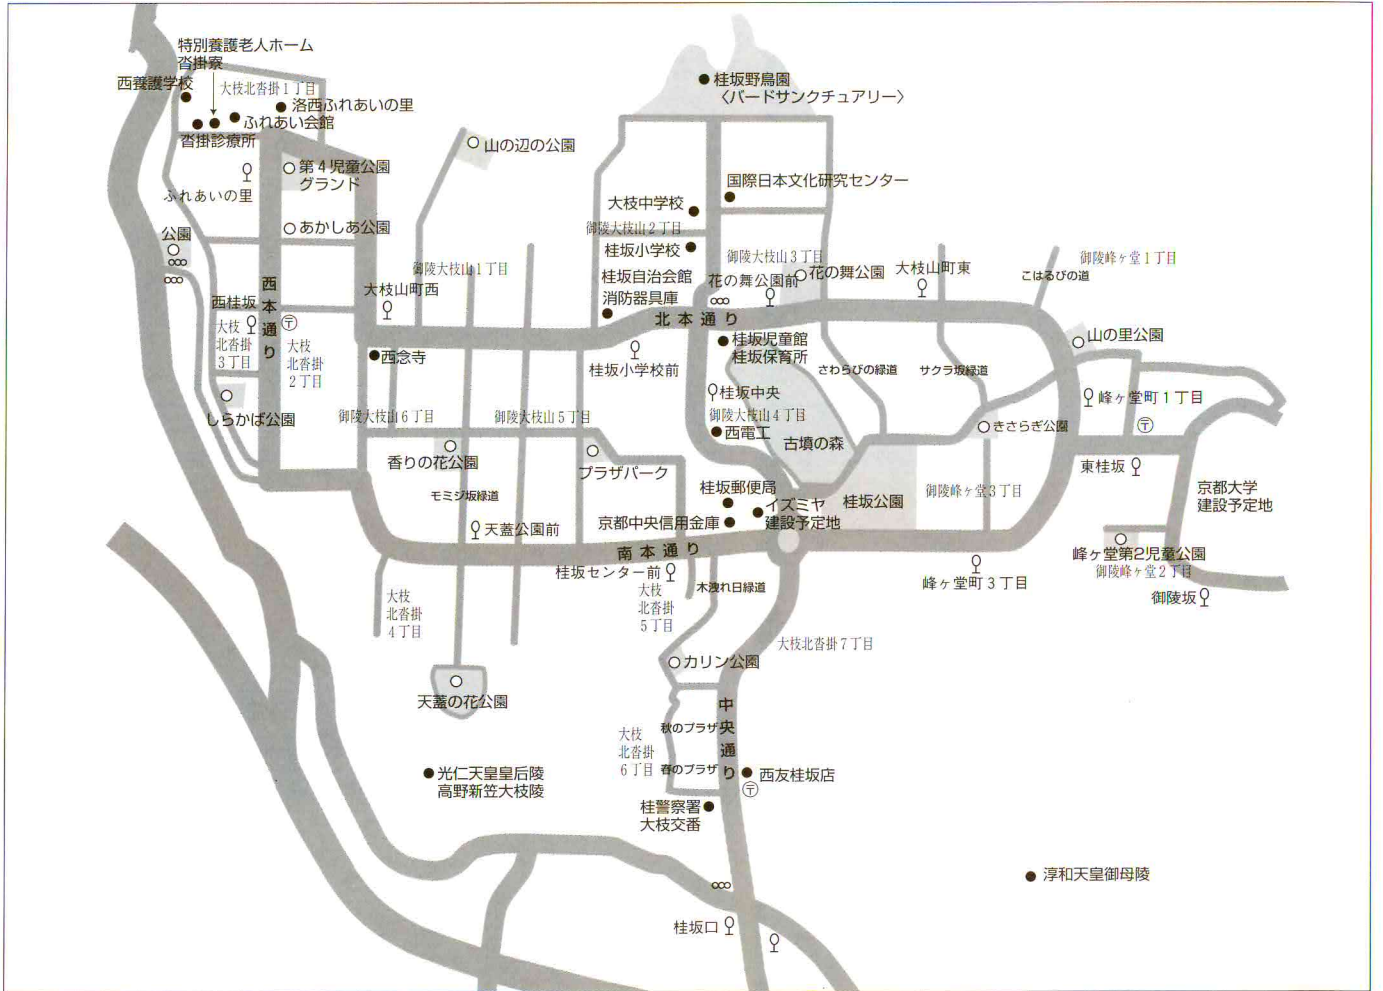 特別養護老人ホーム
沓掛寮
西養護学校
大枝北沓掛1丁目
洛西ふれあいの里
ふれあい会館
沓掛診療所
第4児童公園
グランド
ふれあいの里
あかしあ公園
公園
西本通り
西桂坂
大枝
北沓掛
3丁目
大枝
北沓掛
2丁目
しらかば公園
山の辺の公園
御陵大枝山1丁目
大枝山町西
西念寺
御陵大枝山6丁目
御陵大枝山5丁目
香りの花公園
モミジ坂緑道
天蓋公園前
プラザパーク
桂坂野鳥園
〈バードサンクチュアリー〉
国際日本文化研究センター
大枝中学校
御陵大枝山2丁目
桂坂小学校
桂坂自治会館
消防器具庫
御陵大枝山3丁目
花の舞公園前
花の舞公園
北本通り
桂坂小学校前
桂坂児童館
桂坂保育所
桂坂中央
御陵大枝山4丁目
西電工
古墳の森
さわらびの緑道
サクラ坂緑道
大枝山町東
こはるびの道
御陵峰ヶ堂1丁目
山の里公園
峰ヶ堂町1丁目
きさらぎ公園
東桂坂
京都大学
建設予定地
御陵峰ヶ堂3丁目
桂坂公園
桂坂郵便局
イズミヤ
建設予定地
京都中央信用金庫
南本通り
桂坂センター前
木洩れ日緑道
峰ヶ堂町3丁目
峰ヶ堂第2児童公園
御陵峰ヶ堂2丁目
御陵坂
大枝
北沓掛
4丁目
大枝
北沓掛
5丁目
大枝北沓掛7丁目
カリン公園
天蓋の花公園
中央通り
秋のプラザ
大枝
北沓掛
6丁目
春のプラザ
西友桂坂店
桂警察署
大枝交番
光仁天皇皇后陵
高野新笠大枝陵
淳和天皇御母陵
桂坂口